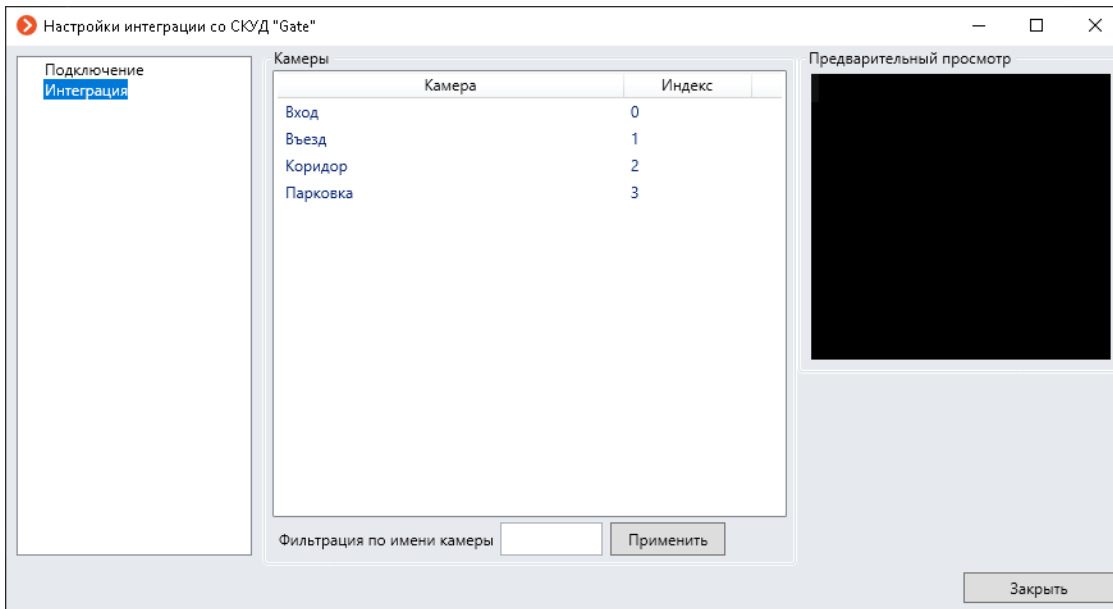 Настройки интеграции со СКУД "Gate"
Подключение
Интеграция
Камеры
Камера Индекс
Вход 0
Въезд 1
Коридор 2
Парковка 3
Фильтрация по имени камеры Применить
Предварительный просмотр
Закрыть